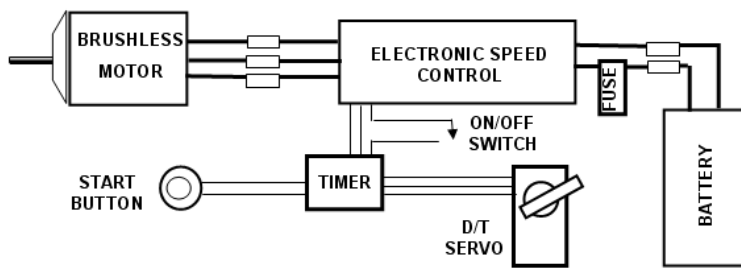 BRUSHLESS
MOTOR
ELECTRONIC SPEED
CONTROL
FUSE
ON/OFF
SWITCH
BATTERY
START
BUTTON
TIMER
D/T
SERVO